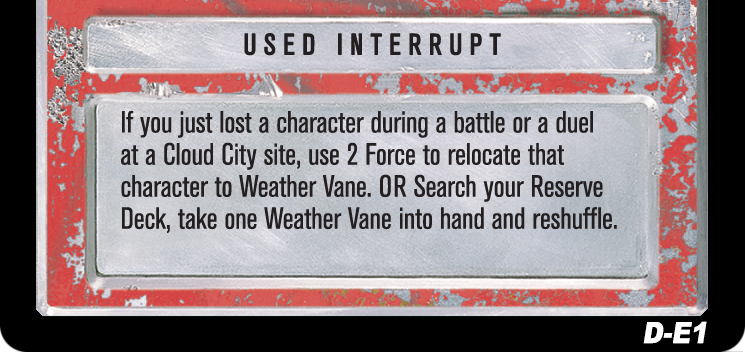 USED INTERRUPT
If you just lost a character during a battle or a duel
at a Cloud City site, use 2 Force to relocate that
character to Weather Vane. OR Search your Reserve
Deck, take one Weather Vane into hand and reshuffle.
D-E1